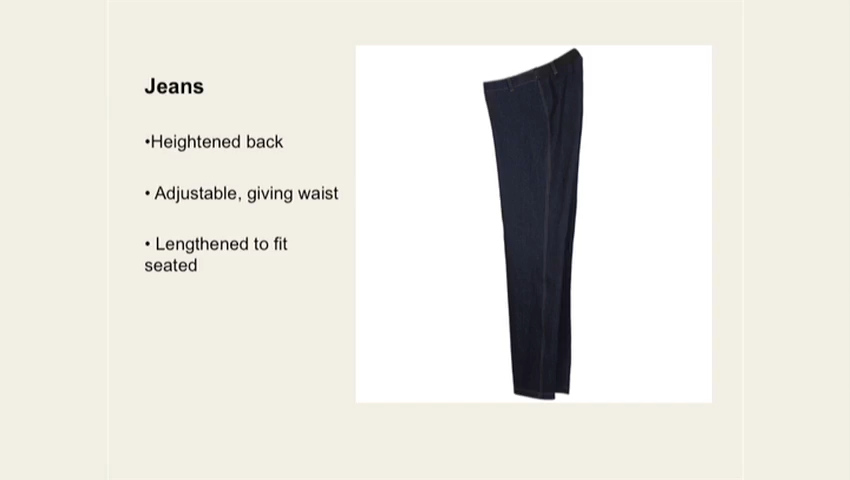 Jeans
•Heightened back
• Adjustable, giving waist
• Lengthened to fit
seated